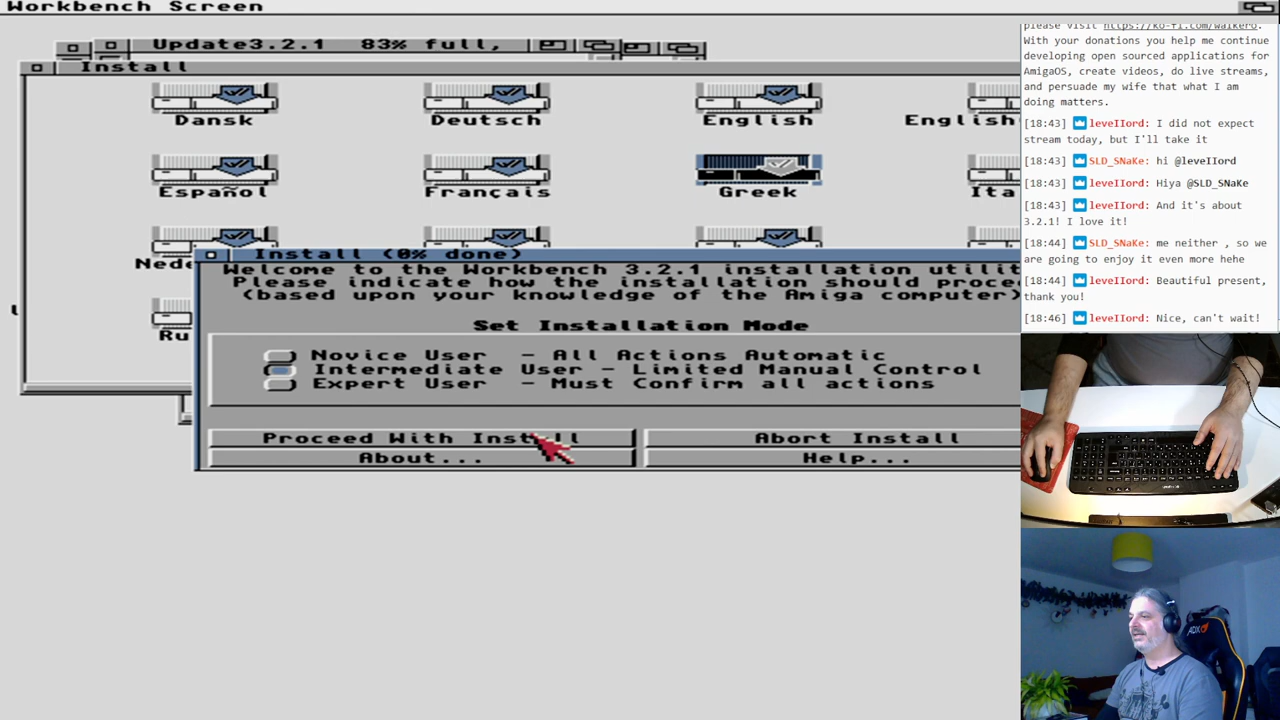 Workbench Screen
Update3.2.1 83% full,
Install
Dansk
Deutsch
English
English
Español
Français
Greek
Ita
Nede
Ru
Install (0% done)
Welcome to the Workbench 3.2.1 installation utilit
Please indicate how the installation should procee
(based upon your knowledge of the Amiga computer)
Set Installation Mode
Novice User - All Actions Automatic
Intermediate User - Limited Manual Control
Expert User - Must Confirm all actions
Proceed With Install
Abort Install
About...
Help...
please visit https://ko-fi.com/walkero.
With your donations you help me continue
developing open sourced applications for
AmigaOS, create videos, do live streams,
and persuade my wife that what I am
doing matters.
[18:43] leveIIord: I did not expect
stream today, but I'll take it
[18:43] SLD_SNaKe: hi @leveIIord
[18:43] leveIIord: Hiya @SLD_SNaKe
[18:43] leveIIord: And it's about
3.2.1! I love it!
[18:44] SLD_SNaKe: me neither , so we
are going to enjoy it even more hehe
[18:44] leveIIord: Beautiful present,
thank you!
[18:46] leveIIord: Nice, can't wait!